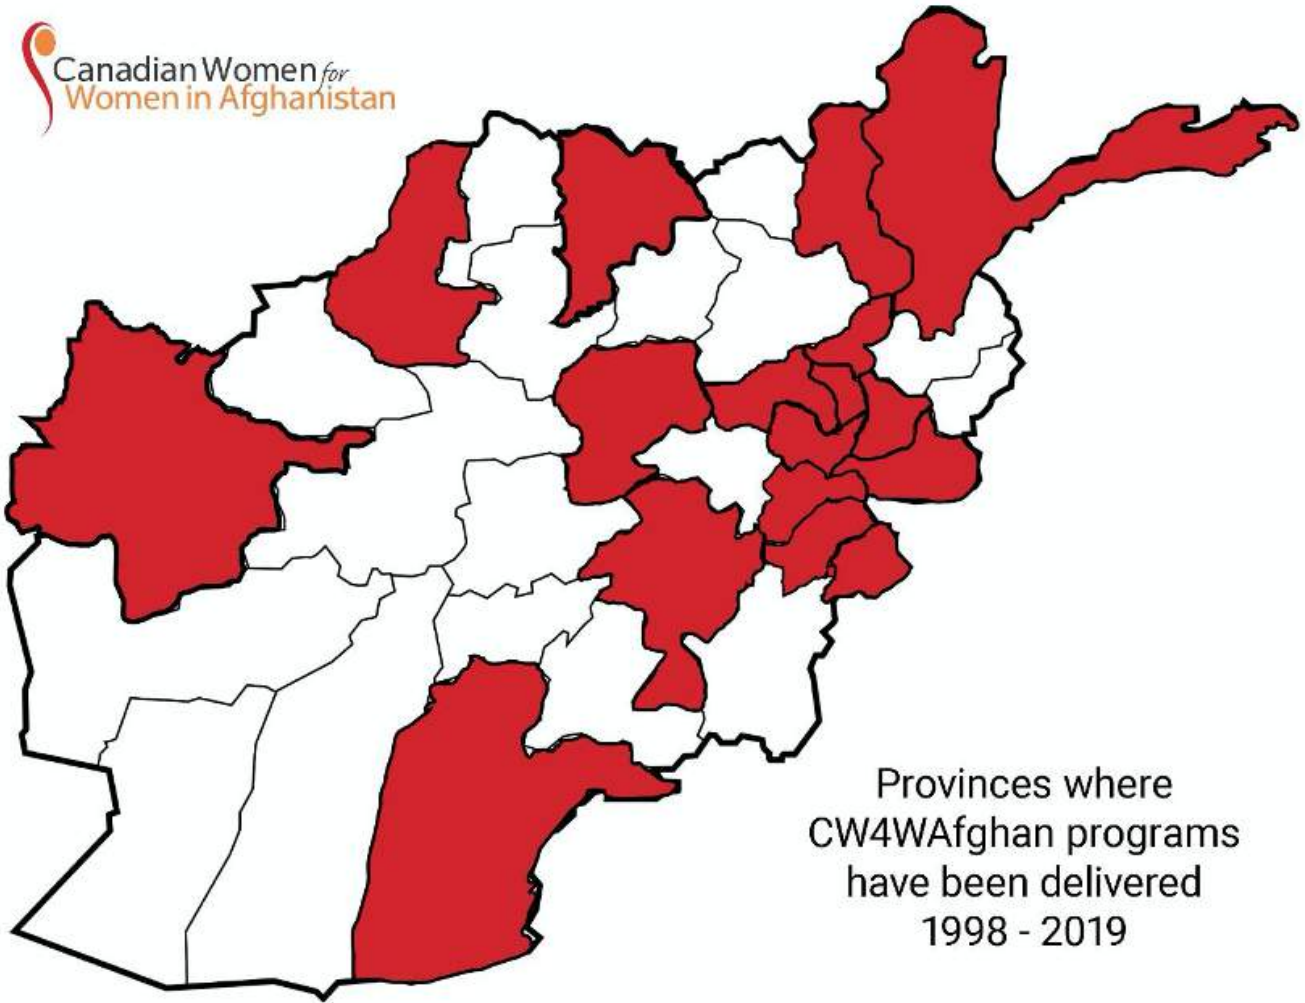 Canadian Women for
Women in Afghanistan
Provinces where
CW4WAfghan programs
have been delivered
1998 - 2019